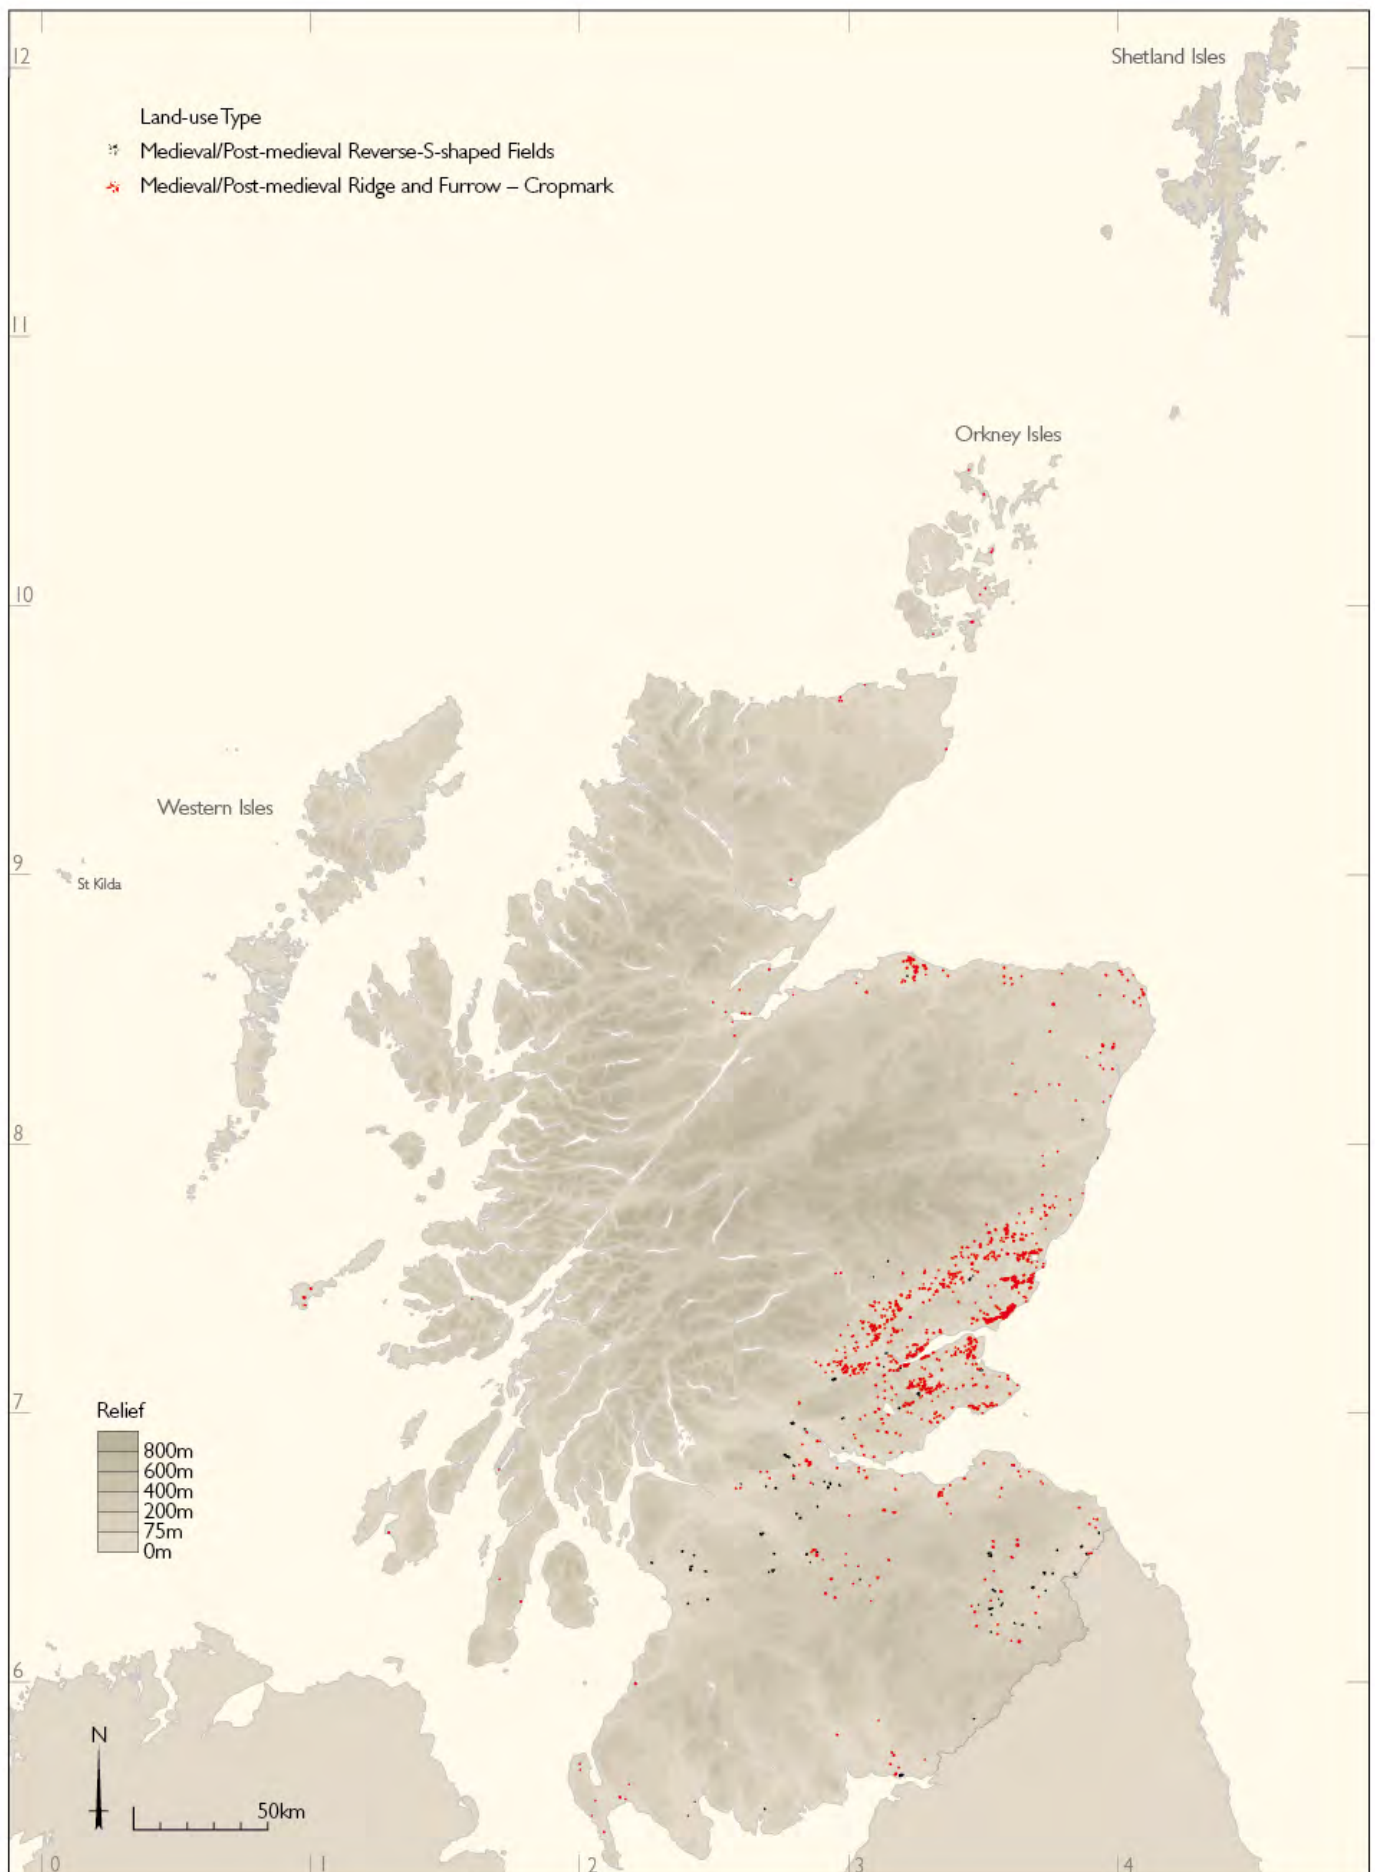 12
Shetland Isles
Land-use Type
Medieval/Post-medieval Reverse-S-shaped Fields
Medieval/Post-medieval Ridge and Furrow – Cropmark
11
Orkney Isles
10
Western Isles
9
St Kilda
8
7
Relief
800m
600m
400m
200m
75m
0m
6
N
50km
0
1
2
3
4